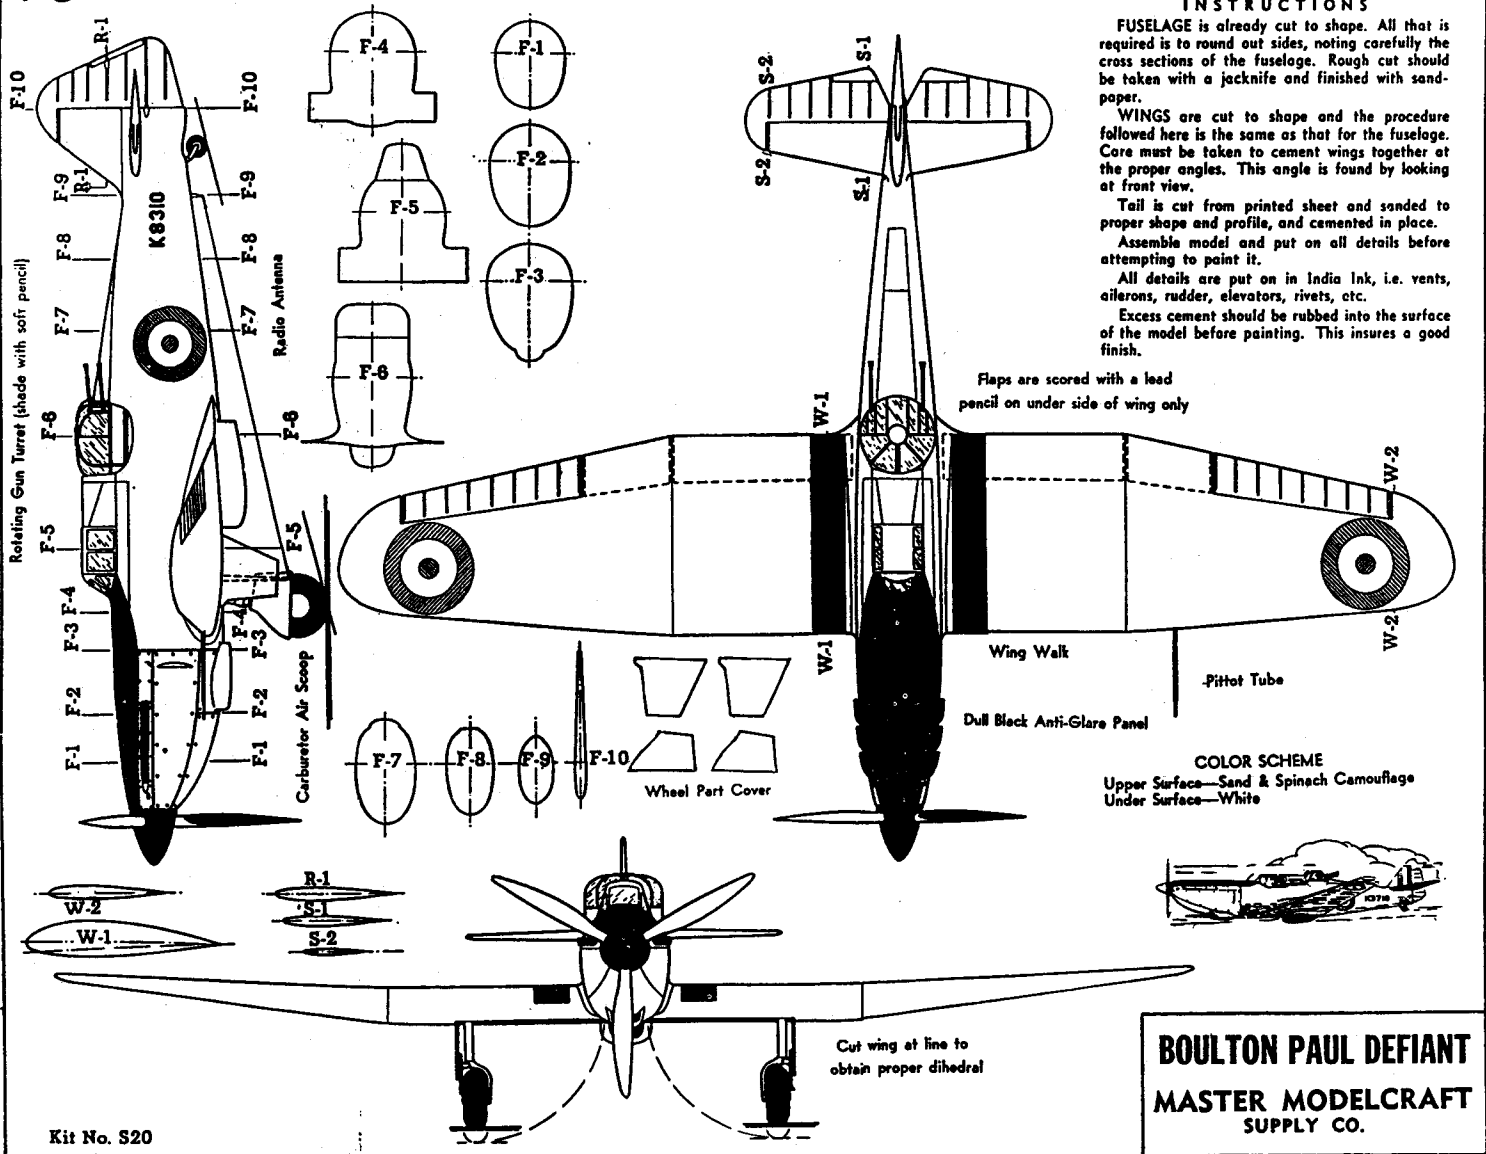 INSTRUCTIONS
FUSELAGE is already cut to shape. All that is
required is to round out sides, noting carefully the
cross sections of the fuselage. Rough cut should
be taken with a jacknife and finished with sand-
paper.
WINGS are cut to shape and the procedure
followed here is the same as that for the fuselage.
Care must be taken to cement wings together at
the proper angles. This angle is found by looking
at front view.
Tail is cut from printed sheet and sanded to
proper shape and profile, and cemented in place.
Assemble model and put on all details before
attempting to paint it.
All details are put on in India Ink, i.e. vents,
ailerons, rudder, elevators, rivets, etc.
Excess cement should be rubbed into the surface
of the model before painting. This insures a good
finish.
Flaps are scored with a lead
pencil on under side of wing only
R-1
F-10
F-10
F-9
R-1
F-9
K8310
F-8
F-8
F-7
F-7
Radio Antenna
Rotating Gun Turret (shade with soft pencil)
F-6
F-6
F-5
F-5
F-4
F-4
F-3
F-3
F-2
F-2
F-1
F-1
Carburetor Air Scoop
F-4
F-1
F-2
F-5
F-3
F-6
S-2
S-1
S-2
S-1
W-1
W-2
W-1
W-2
Wing Walk
Pittot Tube
Dull Black Anti-Glare Panel
F-7
F-8
F-9
F-10
Wheel Part Cover
COLOR SCHEME
Upper Surface—Sand & Spinach Camouflage
Under Surface—White
K3710
W-2
W-1
R-1
S-1
S-2
Cut wing at line to
obtain proper dihedral
Kit No. S20
BOULTON PAUL DEFIANT
MASTER MODELCRAFT
SUPPLY CO.